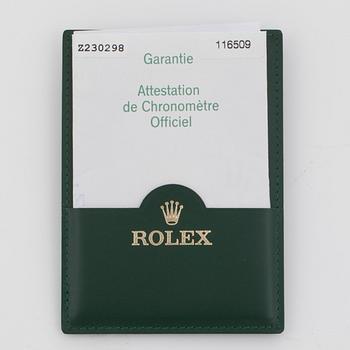 Z230298 116509
Garantie
Attestation
de Chronomètre
Officiel
ROLEX